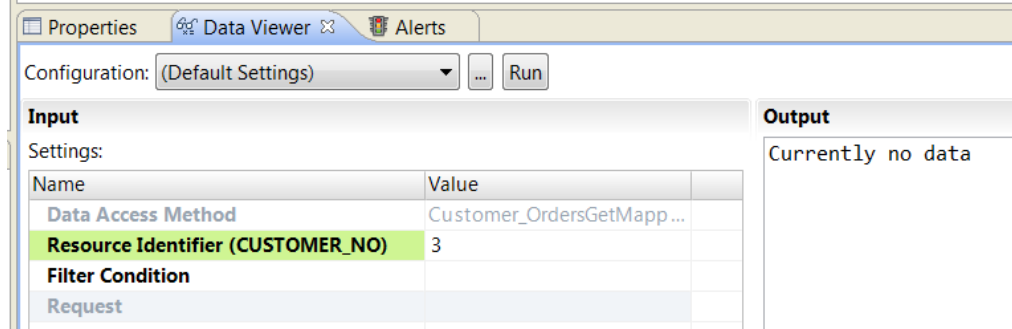 Properties Data Viewer Alerts
Configuration: (Default Settings) ... Run
Input Output
Settings: Currently no data
Name Value
Data Access Method Customer_OrdersGetMapp...
Resource Identifier (CUSTOMER_NO) 3
Filter Condition
Request